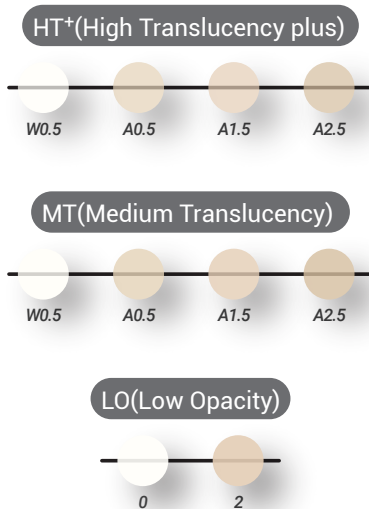 HT⁺(High Translucency plus)
W0.5 A0.5 A1.5 A2.5
MT(Medium Translucency)
W0.5 A0.5 A1.5 A2.5
LO(Low Opacity)
0 2